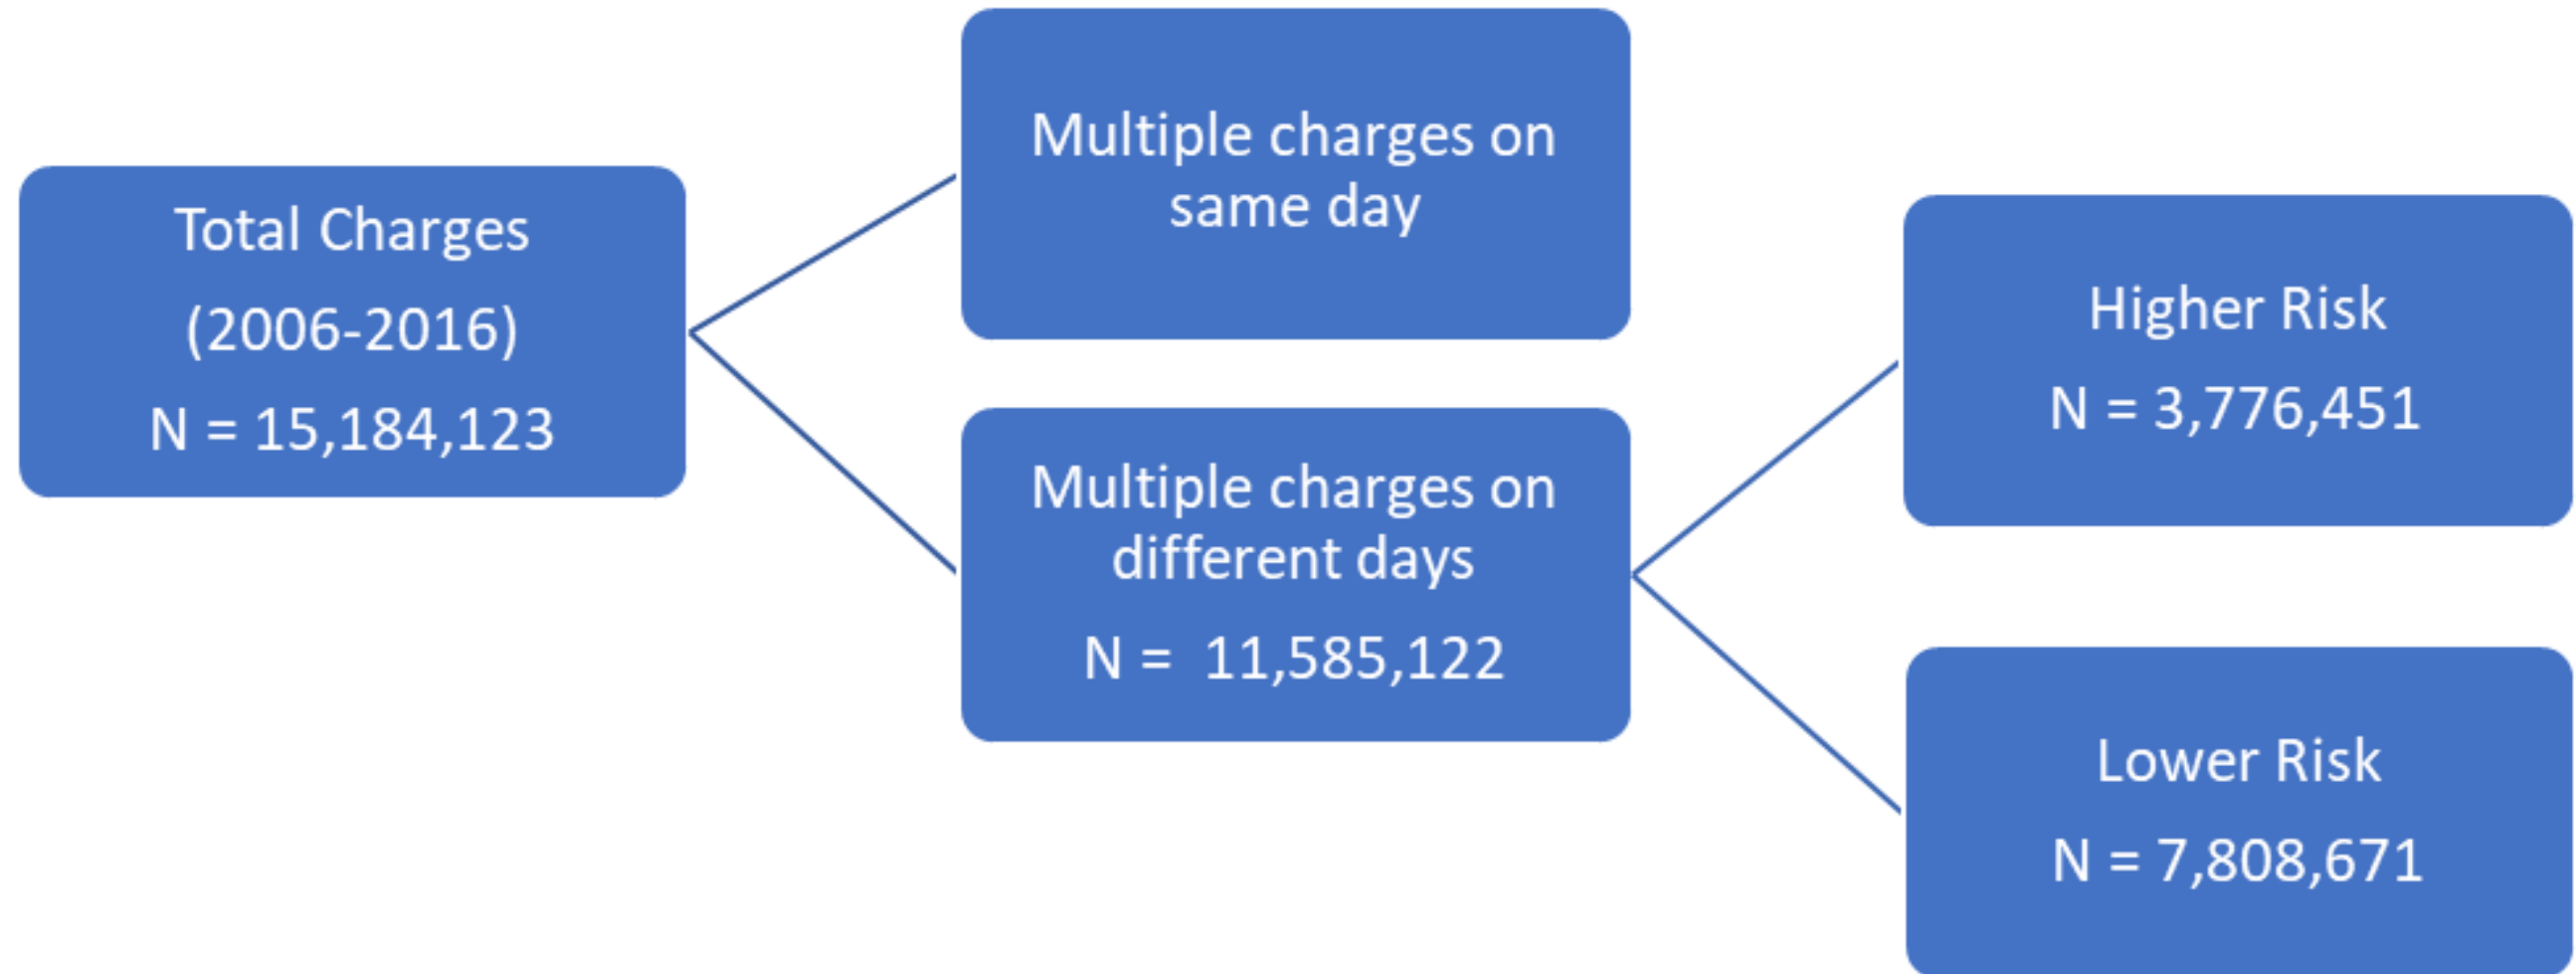 Total Charges
(2006-2016)
N = 15,184,123
Multiple charges on
same day
Multiple charges on
different days
N =  11,585,122
Higher Risk
N = 3,776,451
Lower Risk
N = 7,808,671